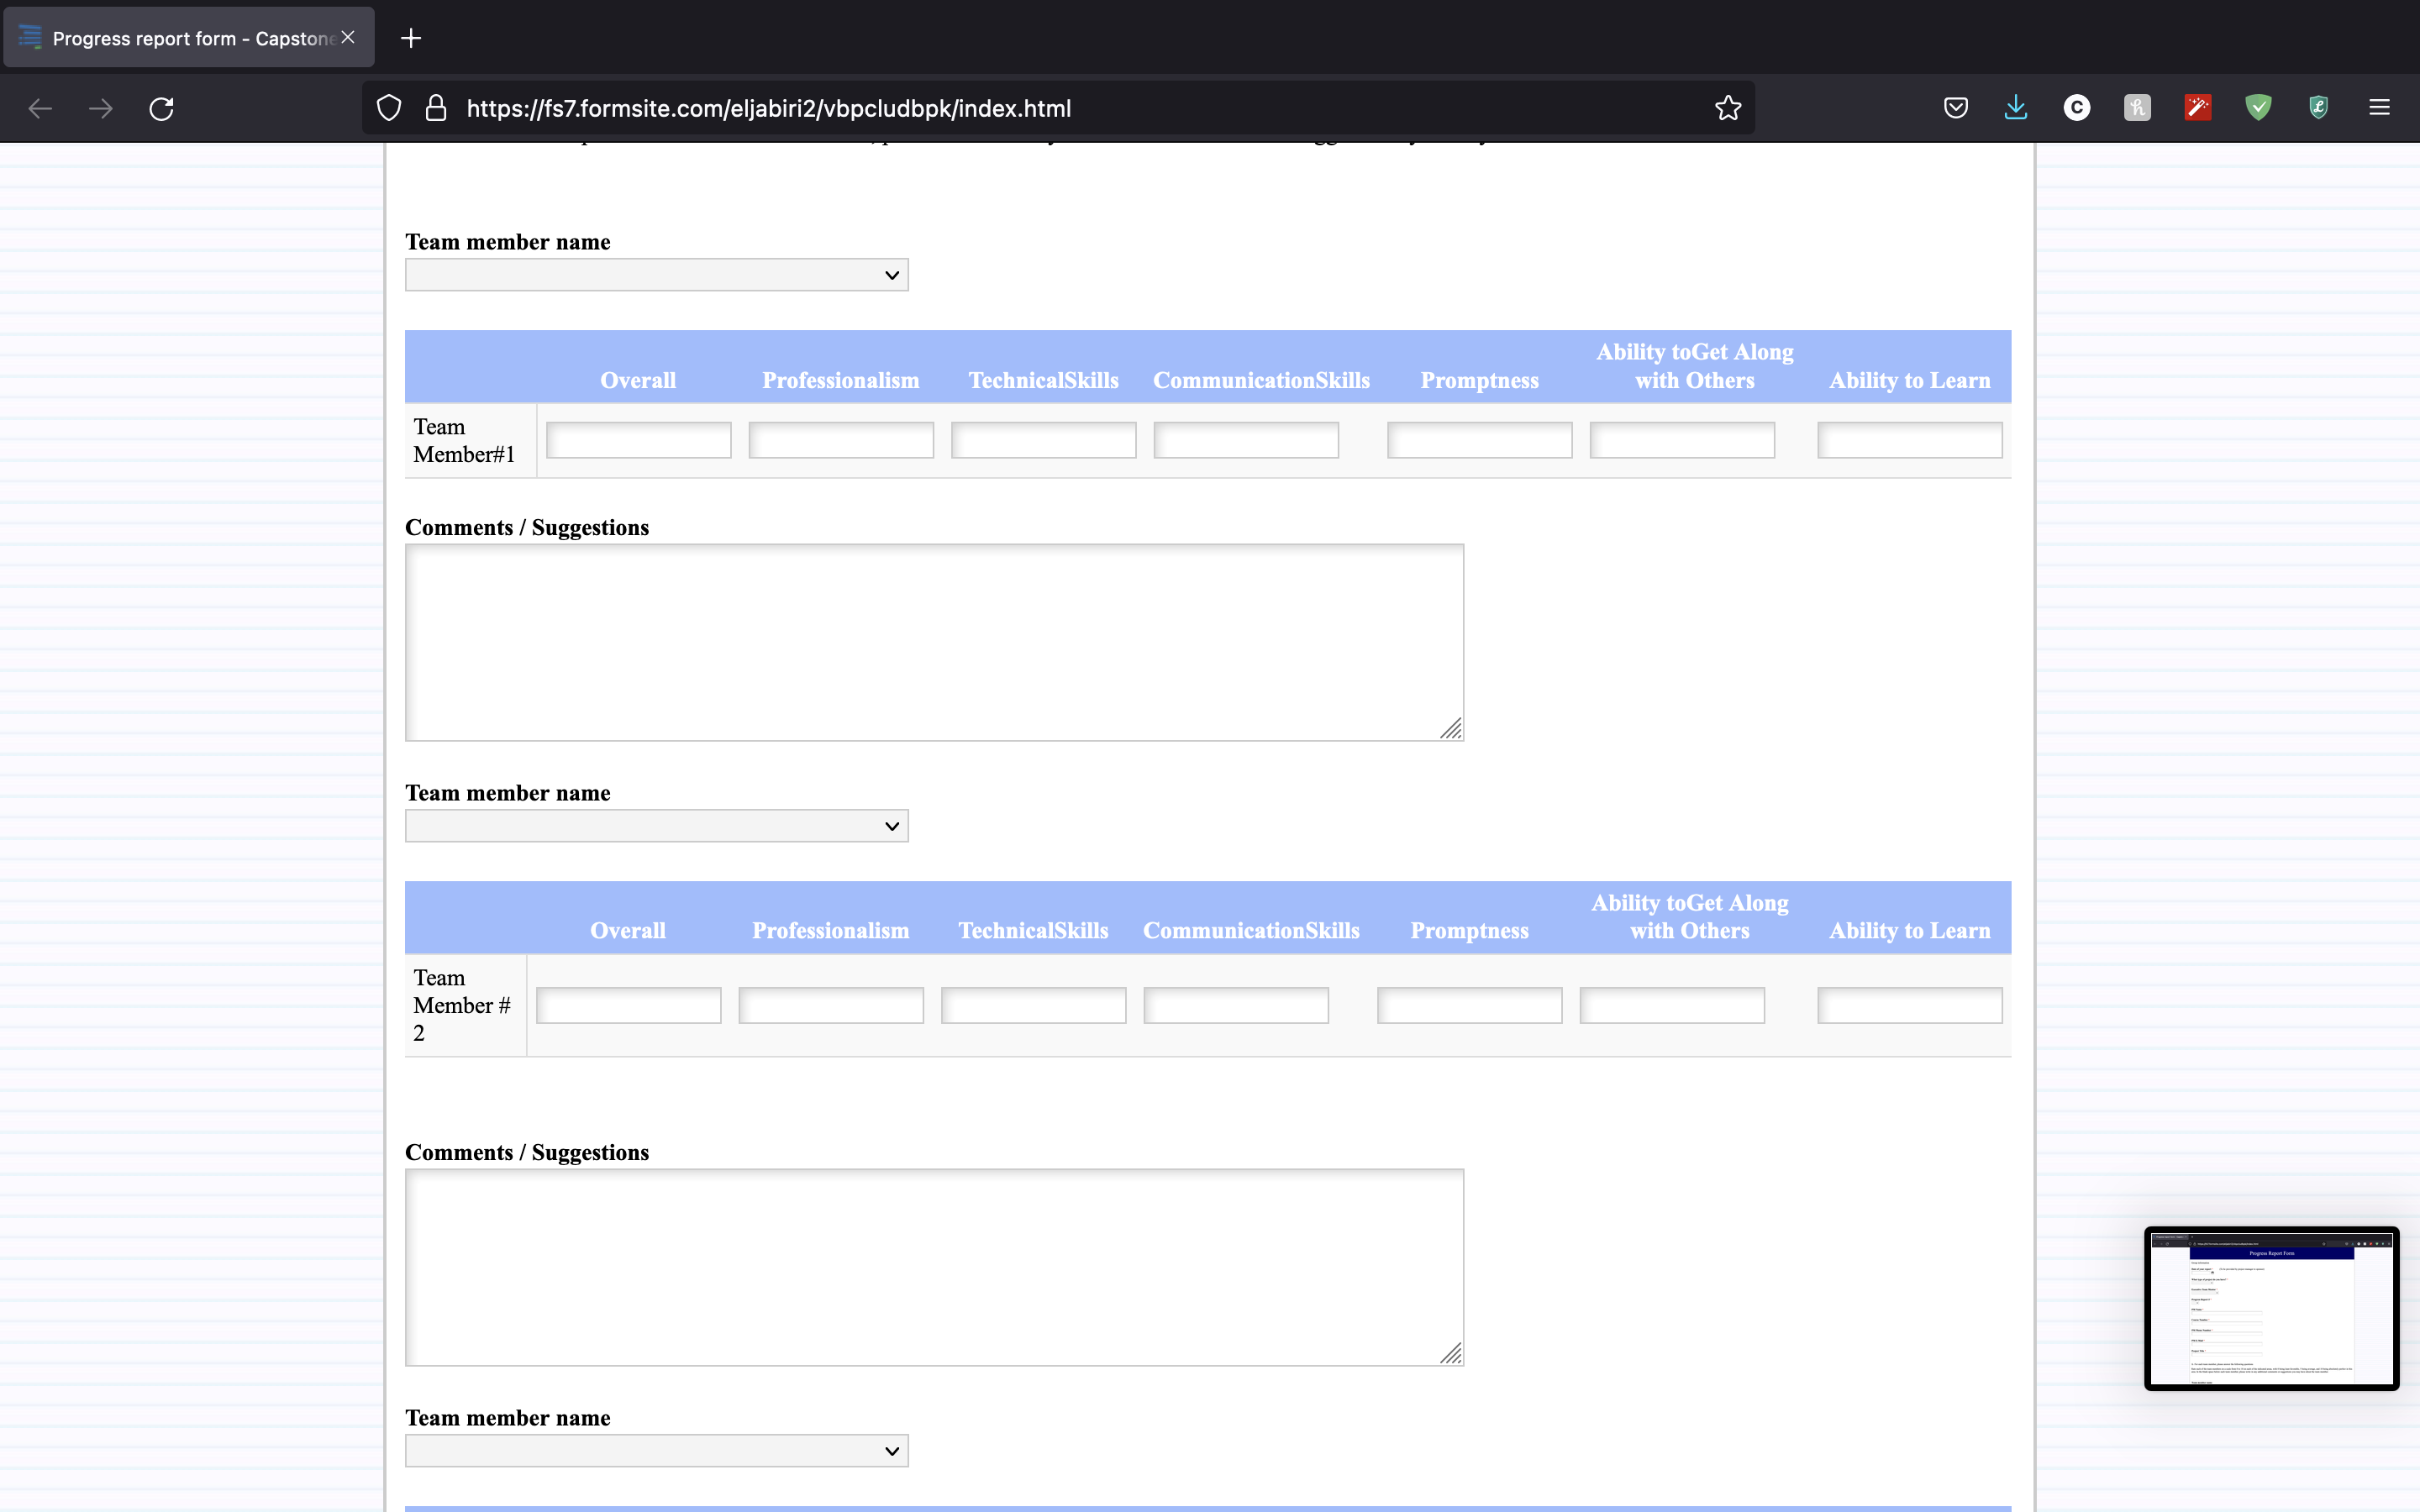 Progress report form - Capstone
https://fs7.formsite.com/eljabiri2/vbpcludbpk/index.html
Team member name
Overall Professionalism TechnicalSkills CommunicationSkills Promptness Ability toGet Along with Others Ability to Learn
Team
Member#1
Comments / Suggestions
Team member name
Overall Professionalism TechnicalSkills CommunicationSkills Promptness Ability toGet Along with Others Ability to Learn
Team
Member #
2
Comments / Suggestions
Team member name
Progress Report Form